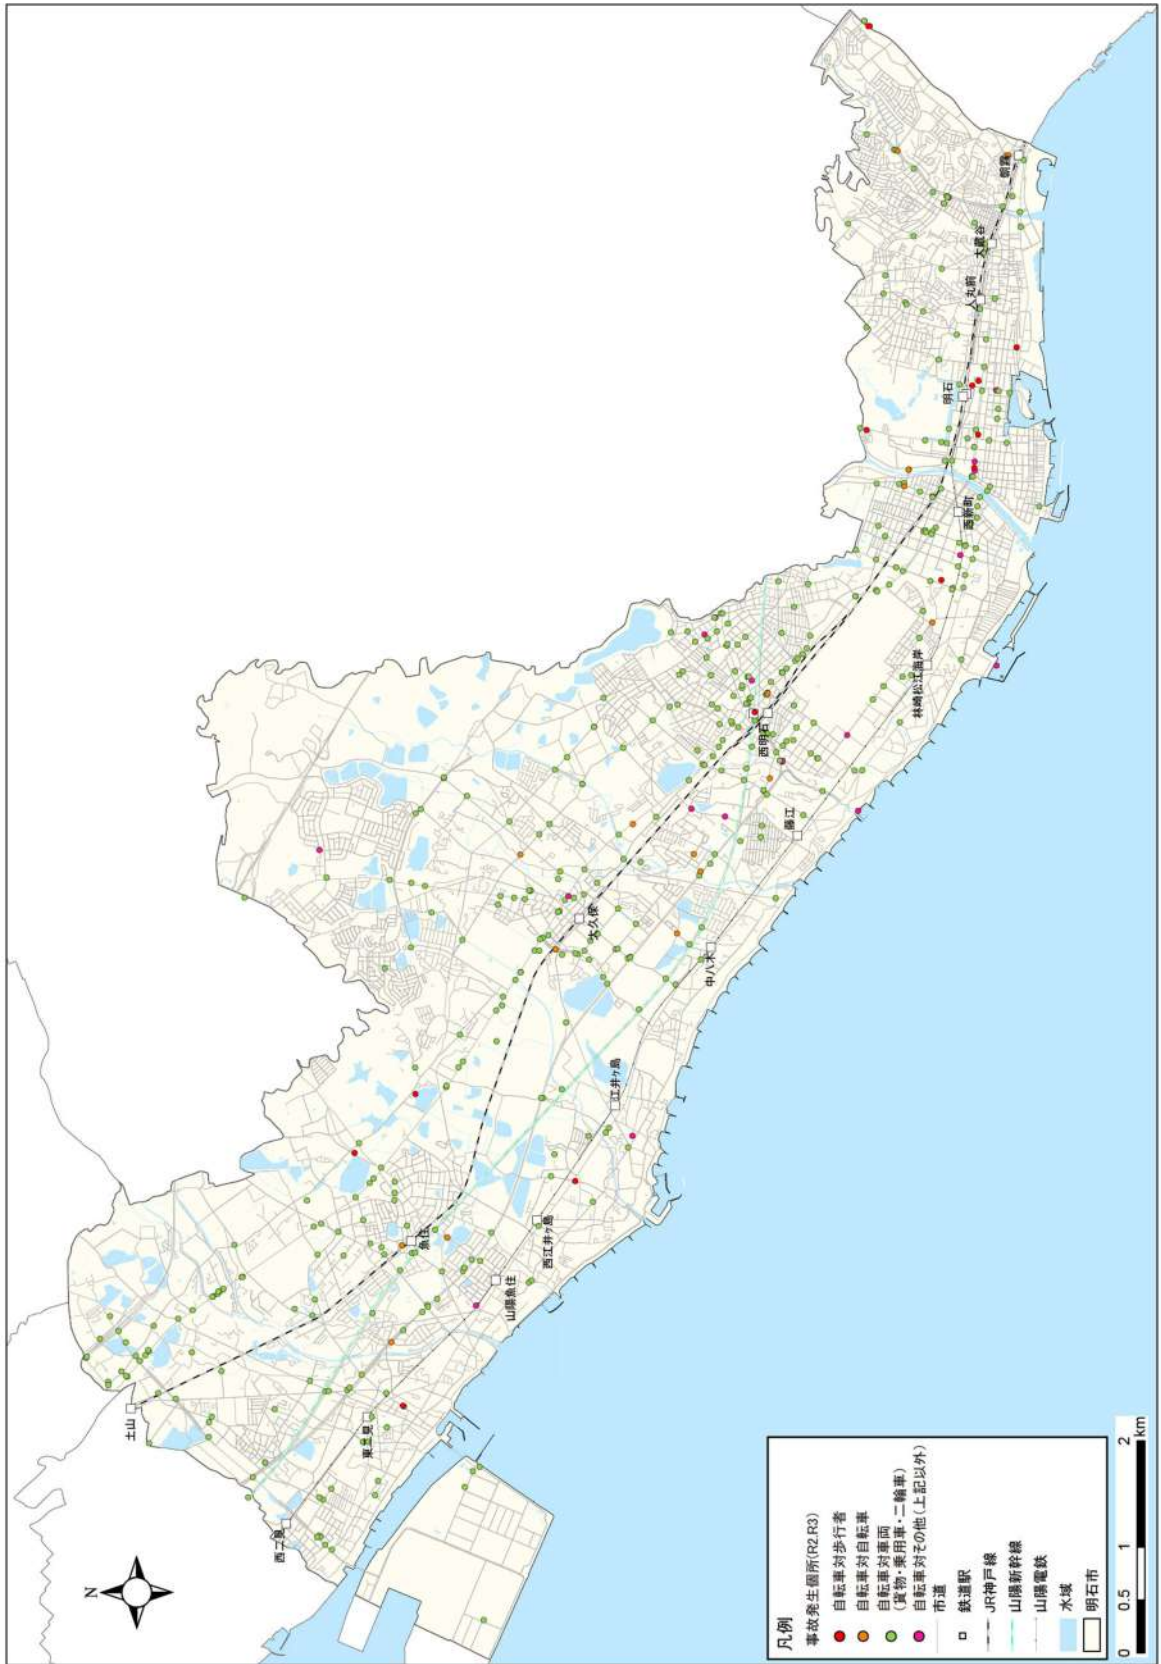 N
土山
西二見
東二見
魚住
山陽魚住
西江井ヶ島
江井ヶ島
大久保
中八木
藤江
西明石
林崎松江海岸
西新町
明石
人丸前
大蔵谷
朝霧
凡例
事故発生個所(R2.R3)
自転車対歩行者
自転車対自転車
自転車対車両
(貨物・乗用車・二輪車)
自転車対その他(上記以外)
市道
鉄道駅
JR神戸線
山陽新幹線
山陽電鉄
水域
明石市
0 0.5 1 2
km